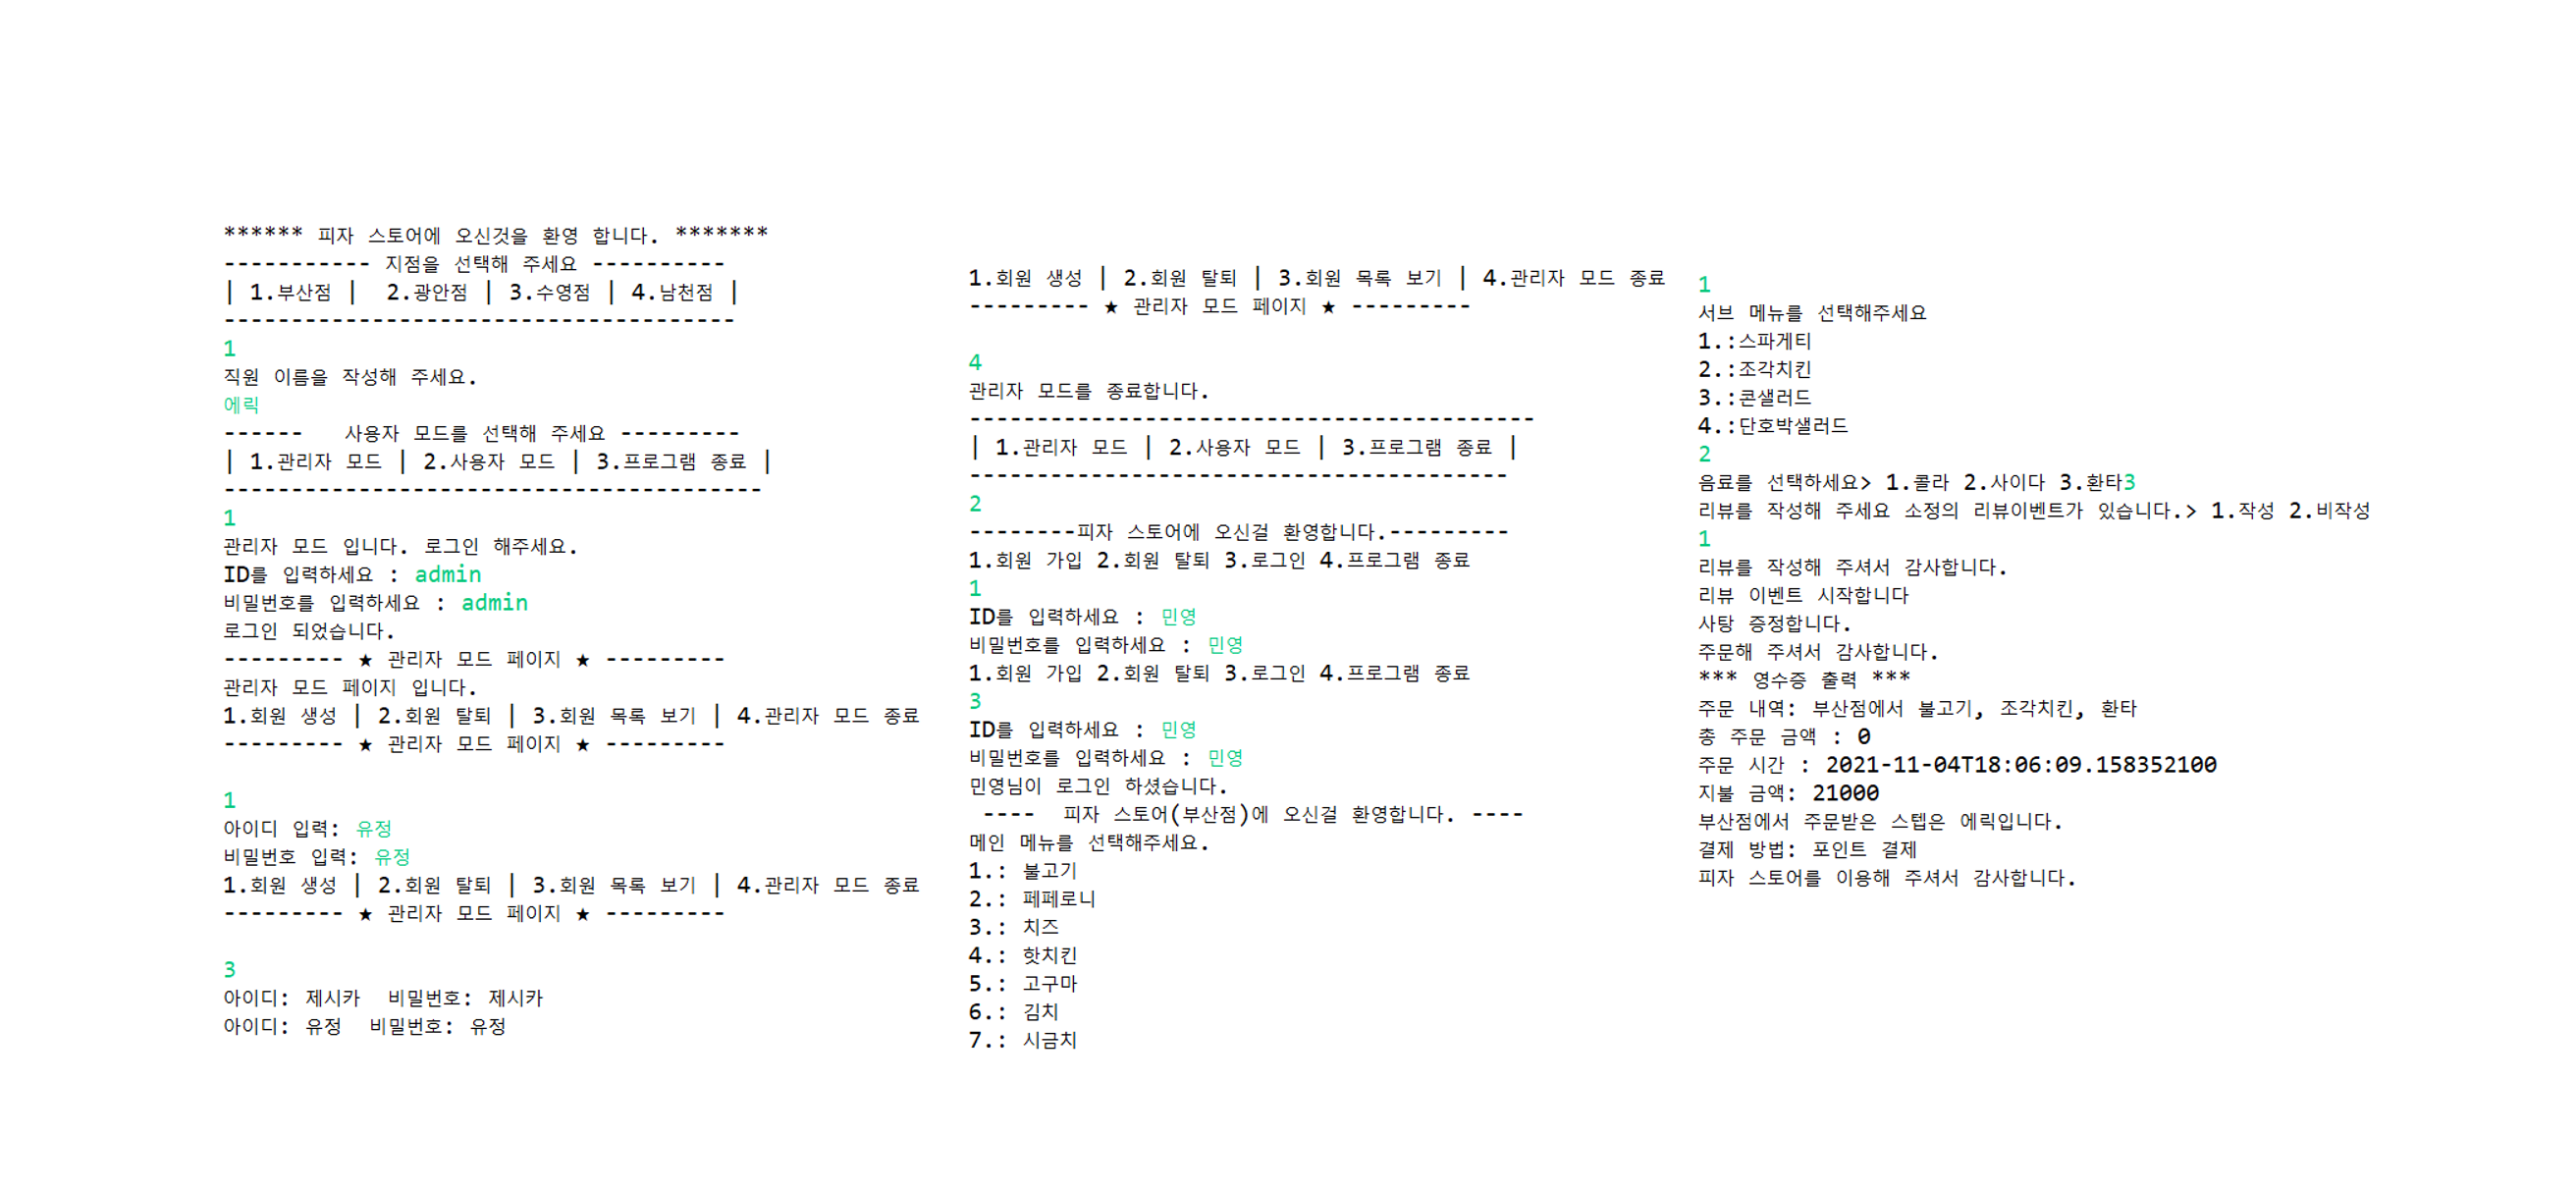 ****** 피자 스토어에 오신것을 환영 합니다. *******
----------- 지점을 선택해 주세요 ----------
| 1.부산점 |  2.광안점 | 3.수영점 | 4.남천점 |
--------------------------------------
1
직원 이름을 작성해 주세요.
에릭
------   사용자 모드를 선택해 주세요 ---------
| 1.관리자 모드 | 2.사용자 모드 | 3.프로그램 종료 |
----------------------------------------
1
관리자 모드 입니다. 로그인 해주세요.
ID를 입력하세요 : admin
비밀번호를 입력하세요 : admin
로그인 되었습니다.
--------- ★ 관리자 모드 페이지 ★ ---------
관리자 모드 페이지 입니다.
1.회원 생성 | 2.회원 탈퇴 | 3.회원 목록 보기 | 4.관리자 모드 종료
--------- ★ 관리자 모드 페이지 ★ ---------
1
아이디 입력: 유정
비밀번호 입력: 유정
1.회원 생성 | 2.회원 탈퇴 | 3.회원 목록 보기 | 4.관리자 모드 종료
--------- ★ 관리자 모드 페이지 ★ ---------
3
아이디: 제시카  비밀번호: 제시카
아이디: 유정  비밀번호: 유정
1.회원 생성 | 2.회원 탈퇴 | 3.회원 목록 보기 | 4.관리자 모드 종료
--------- ★ 관리자 모드 페이지 ★ ---------
4
관리자 모드를 종료합니다.
------------------------------------------
| 1.관리자 모드 | 2.사용자 모드 | 3.프로그램 종료 |
----------------------------------------
2
--------피자 스토어에 오신걸 환영합니다.---------
1.회원 가입 2.회원 탈퇴 3.로그인 4.프로그램 종료
1
ID를 입력하세요 : 민영
비밀번호를 입력하세요 : 민영
1.회원 가입 2.회원 탈퇴 3.로그인 4.프로그램 종료
3
ID를 입력하세요 : 민영
비밀번호를 입력하세요 : 민영
민영님이 로그인 하셨습니다.
 ----  피자 스토어(부산점)에 오신걸 환영합니다. ----
메인 메뉴를 선택해주세요.
1.: 불고기
2.: 페페로니
3.: 치즈
4.: 핫치킨
5.: 고구마
6.: 김치
7.: 시금치
1
서브 메뉴를 선택해주세요
1.:스파게티
2.:조각치킨
3.:콘샐러드
4.:단호박샐러드
2
음료를 선택하세요> 1.콜라 2.사이다 3.환타3
리뷰를 작성해 주세요 소정의 리뷰이벤트가 있습니다.> 1.작성 2.비작성
1
리뷰를 작성해 주셔서 감사합니다.
리뷰 이벤트 시작합니다
사탕 증정합니다.
주문해 주셔서 감사합니다.
*** 영수증 출력 ***
주문 내역: 부산점에서 불고기, 조각치킨, 환타
총 주문 금액 : 0
주문 시간 : 2021-11-04T18:06:09.158352100
지불 금액: 21000
부산점에서 주문받은 스텝은 에릭입니다.
결제 방법: 포인트 결제
피자 스토어를 이용해 주셔서 감사합니다.